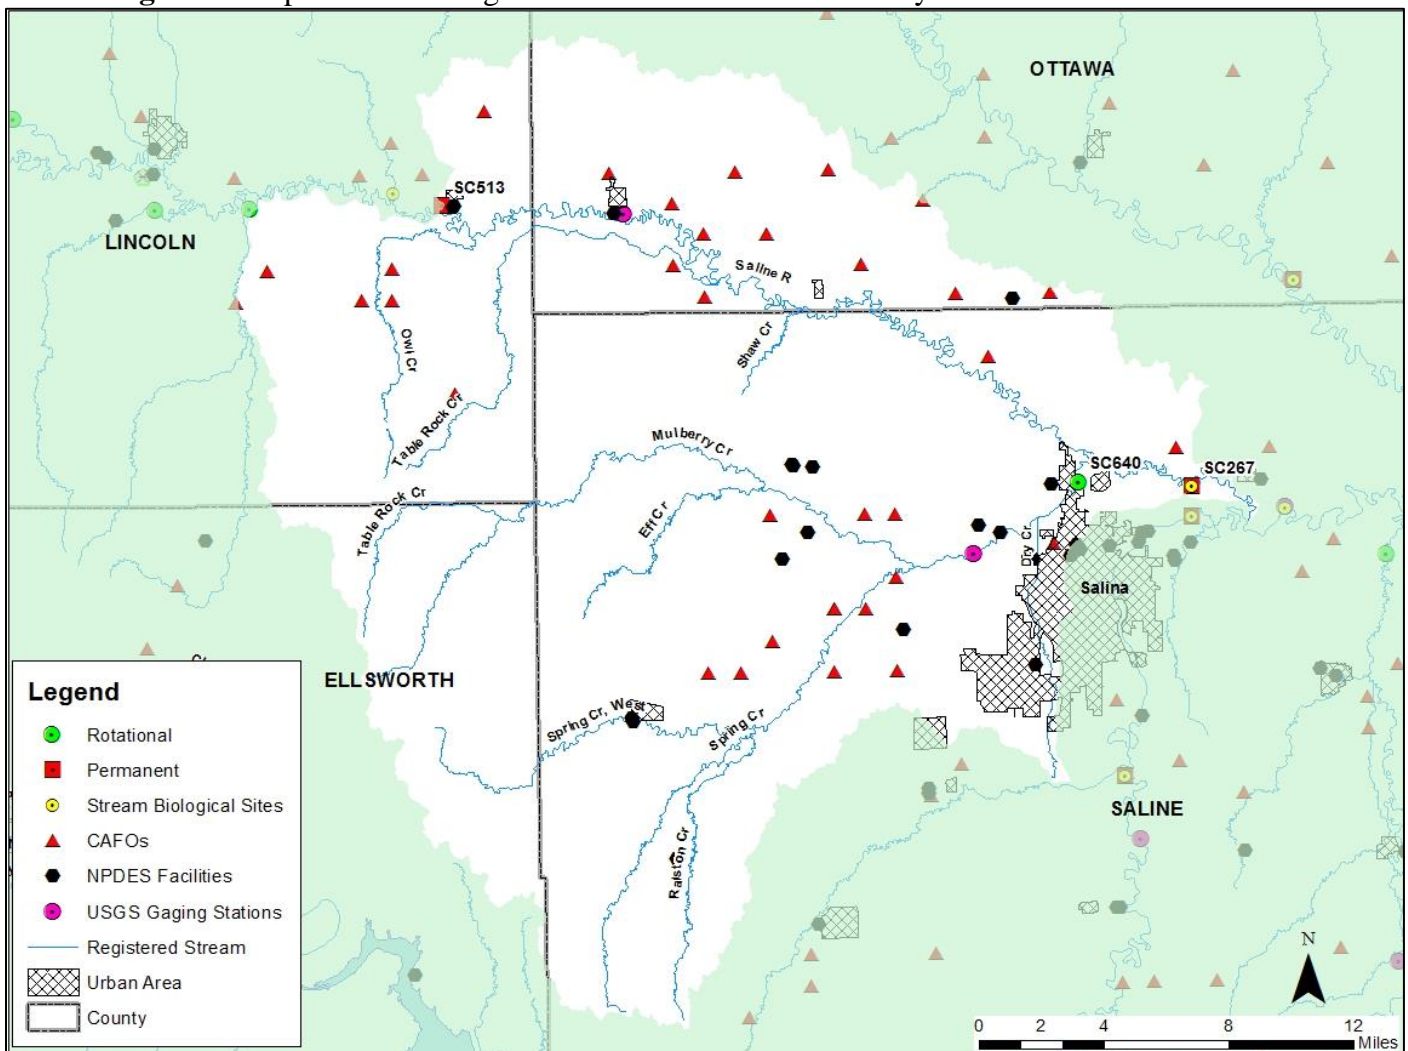 OTTAWA
SC513
LINCOLN
Saline R
Owl Cr
Shaw Cr
Table Rock Cr
Mulberry Cr
SC640
SC267
Table Rock Cr
Eff Cr
Dry Cr
Salina
ELLSWORTH
Spring Cr, West
Spring Cr
SALINE
Ralston Cr
Legend
Rotational
Permanent
Stream Biological Sites
CAFOs
NPDES Facilities
USGS Gaging Stations
Registered Stream
Urban Area
County
N
0 2 4 8 12
Miles